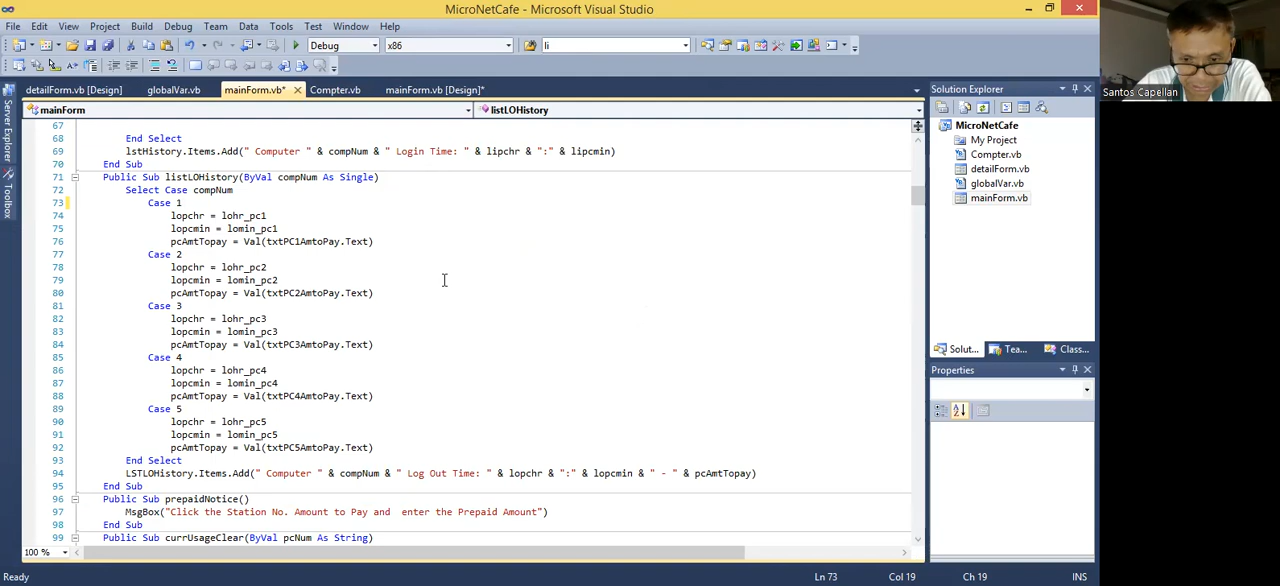 MicroNetCafe - Microsoft Visual Studio
File Edit View Project Build Debug Team Data Tools Test Window Help
Debug x86 li
detailForm.vb [Design] globalVar.vb mainForm.vb* Compter.vb mainForm.vb [Design]*
mainForm listLOHistory
67
68 End Select
69 lstHistory.Items.Add(" Computer " & compNum & " Login Time: " & lipchr & ":" & lipcmin)
70 End Sub
71 Public Sub listLOHistory(ByVal compNum As Single)
72 Select Case compNum
73 Case 1
74 lopchr = lohr_pc1
75 lopcmin = lomin_pc1
76 pcAmtTopay = Val(txtPC1AmtoPay.Text)
77 Case 2
78 lopchr = lohr_pc2
79 lopcmin = lomin_pc2
80 pcAmtTopay = Val(txtPC2AmtoPay.Text)
81 Case 3
82 lopchr = lohr_pc3
83 lopcmin = lomin_pc3
84 pcAmtTopay = Val(txtPC3AmtoPay.Text)
85 Case 4
86 lopchr = lohr_pc4
87 lopcmin = lomin_pc4
88 pcAmtTopay = Val(txtPC4AmtoPay.Text)
89 Case 5
90 lopchr = lohr_pc5
91 lopcmin = lomin_pc5
92 pcAmtTopay = Val(txtPC5AmtoPay.Text)
93 End Select
94 LSTLOHistory.Items.Add(" Computer " & compNum & " Log Out Time: " & lopchr & ":" & lopcmin & " - " & pcAmtTopay)
95 End Sub
96 Public Sub prepaidNotice()
97 MsgBox("Click the Station No. Amount to Pay and  enter the Prepaid Amount")
98 End Sub
99 Public Sub currUsageClear(ByVal pcNum As String)
100 %
Ready Ln 73 Col 19 Ch 19 INS
Server Explorer
Toolbox
Solution Explorer
MicroNetCafe
My Project
Compter.vb
detailForm.vb
globalVar.vb
mainForm.vb
Solut... Tea... Class...
Properties
Santos Capellan